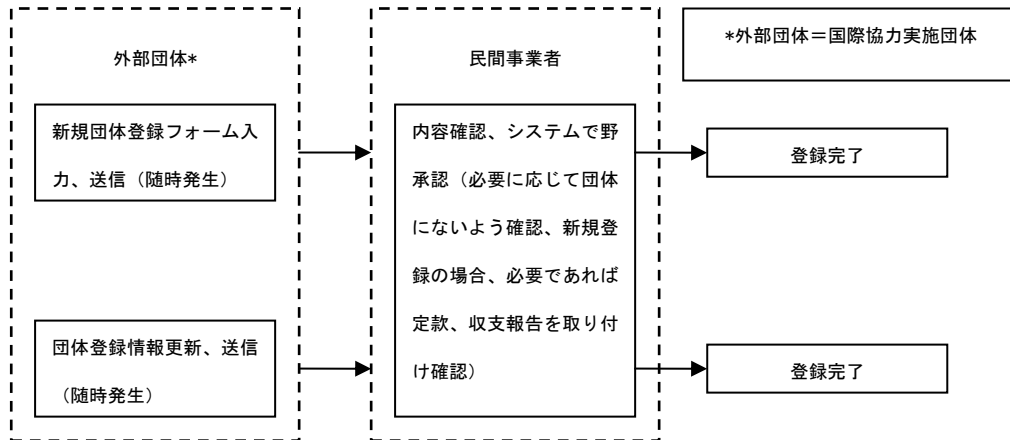 外部団体*
民間事業者
*外部団体＝国際協力実施団体
新規団体登録フォーム入
力、送信（随時発生）
内容確認、システムで野
承認（必要に応じて団体
にないよう確認、新規登
録の場合、必要であれば
定款、収支報告を取り付
け確認）
登録完了
団体登録情報更新、送信
（随時発生）
登録完了